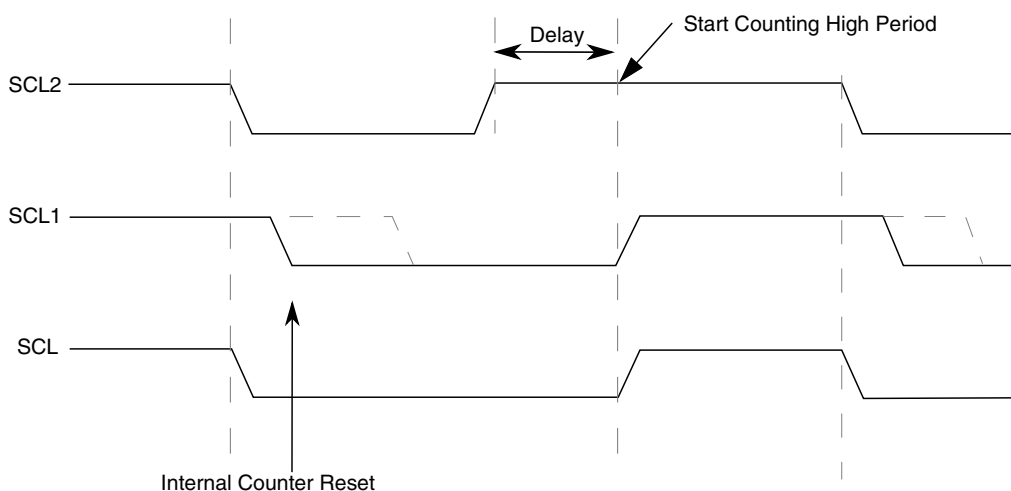 Start Counting High Period
Delay
SCL2
SCL1
SCL
Internal Counter Reset